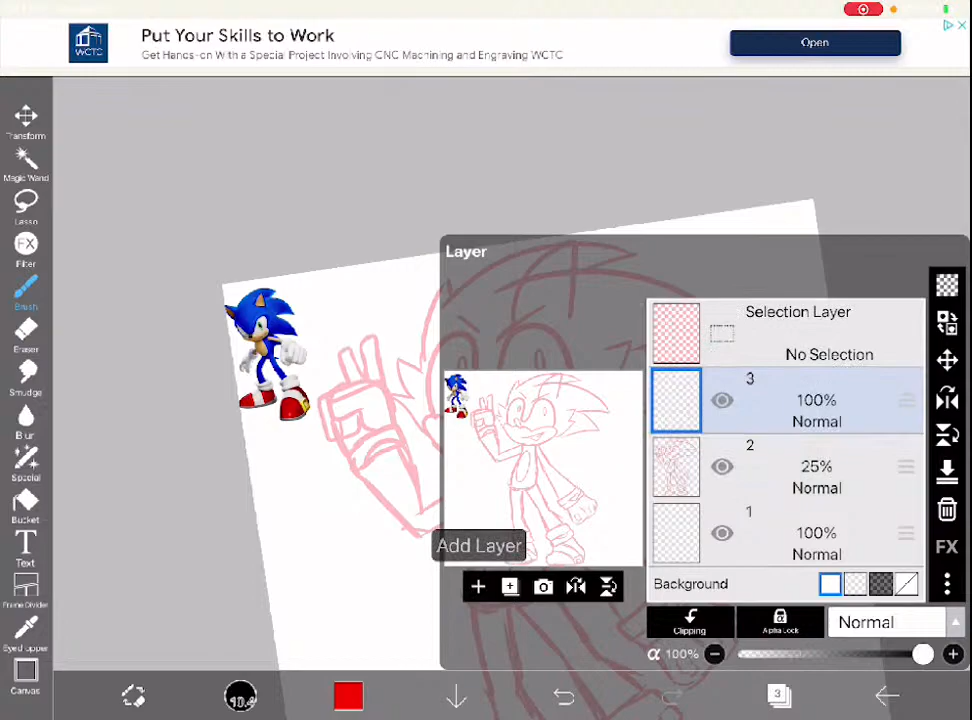 Put Your Skills to Work
Get Hands-on With a Special Project Involving CNC Machining and Engraving WCTC
WCTC
Open
Transform
Magic Wand
Lasso
FX
Filter
Brush
Eraser
Smudge
Blur
Special
Bucket
T
Text
Frame Divider
Eyedropper
Canvas
Layer
Selection Layer
No Selection
3
100%
Normal
2
25%
Normal
1
100%
Normal
Add Layer
Background
FX
Clipping
α
Alpha Lock
Normal
α 100%
3